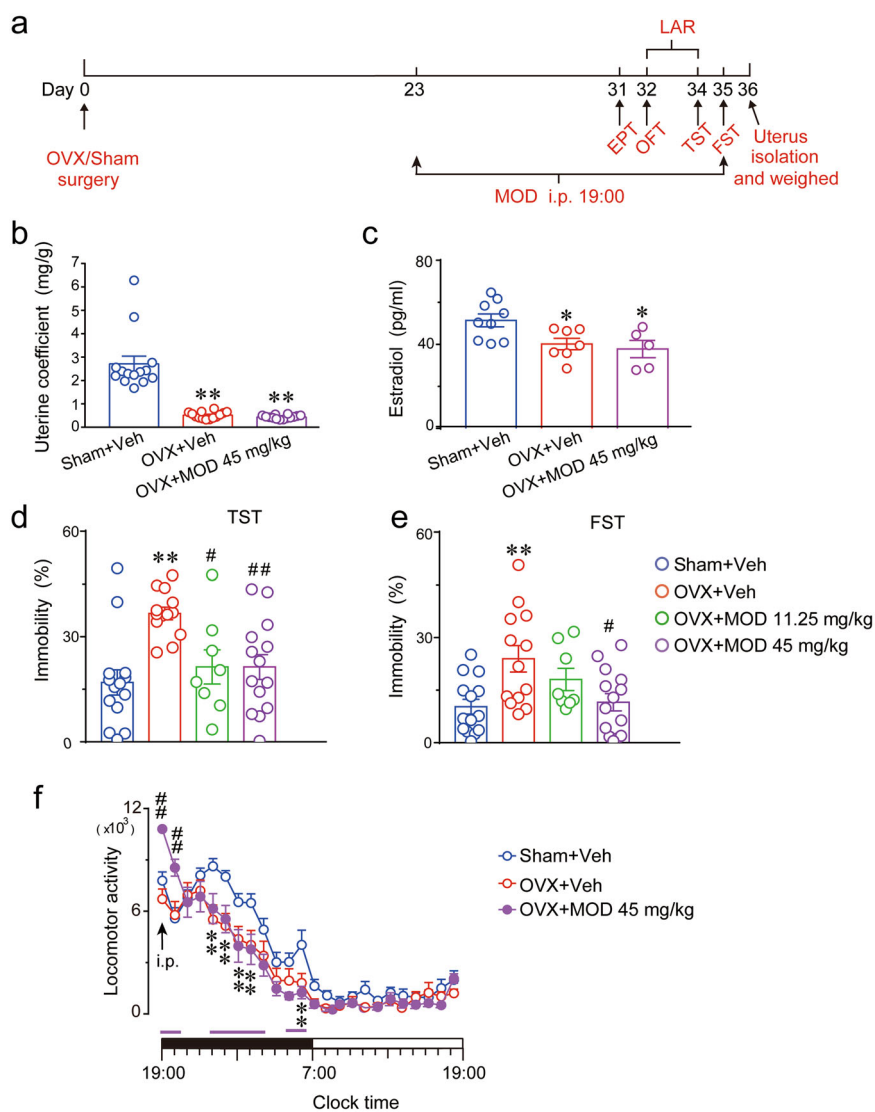 a
LAR
Day 0
23
31 32 34 35 36
EPT
OFT
TST
FST
OVX/Sham
surgery
Uterus
isolation
and weighed
MOD i.p. 19:00
b
Uterine coefficient (mg/g)
7
6
5
4
3
2
1
0
** **
Sham+Veh
OVX+Veh
OVX+MOD 45 mg/kg
c
Estradiol (pg/ml)
80
40
0
* *
Sham+Veh
OVX+Veh
OVX+MOD 45 mg/kg
d
TST
Immobility (%)
60
30
0
** # ##
e
FST
Immobility (%)
60
30
0
** #
Sham+Veh
OVX+Veh
OVX+MOD 11.25 mg/kg
OVX+MOD 45 mg/kg
f
Locomotor activity
(x10³)
12
6
0
## ##
i.p.
** ** ** ** **
Sham+Veh
OVX+Veh
OVX+MOD 45 mg/kg
19:00 7:00 19:00
Clock time